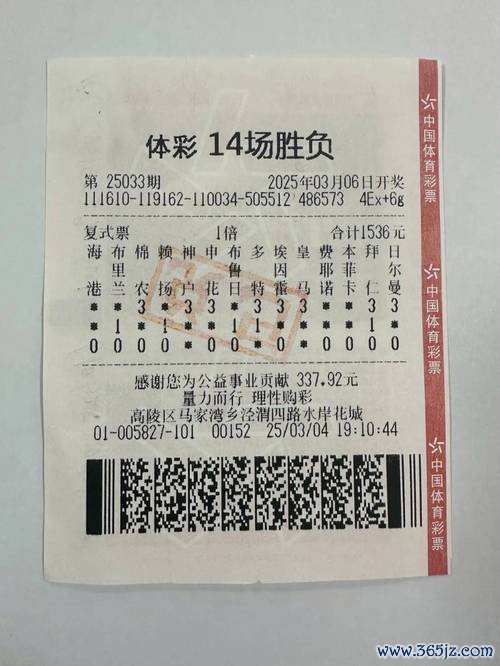 体彩 14场胜负
第 25033期 2025年03月06日开奖
111610-119162-110034-505512 486573 4Ex+6g
复式票 1倍 合计1536元
海 布 棉 赖 神 申 布 多 埃 皇 费 本 拜 日
里 鲁 因 耶 菲 尔
港 兰 农 扬 户 花 日 特 霍 马 诺 卡 仁 曼
* * 3 * 3 3 * * 3 3 * * 3 3
* 1 * * * * 1 1 * * * * 1 *
0 0 0 0 0 0 0 0 0 0 0 0 0 0
感谢您为公益事业贡献 337.92元
量力而行 理性购彩
高陵区马家湾乡泾渭四路水岸花城
01-005827-101 00152 25/03/04 19:10:44
中国体育彩票
中国体育彩票
中国体育彩票
www.365jz.com